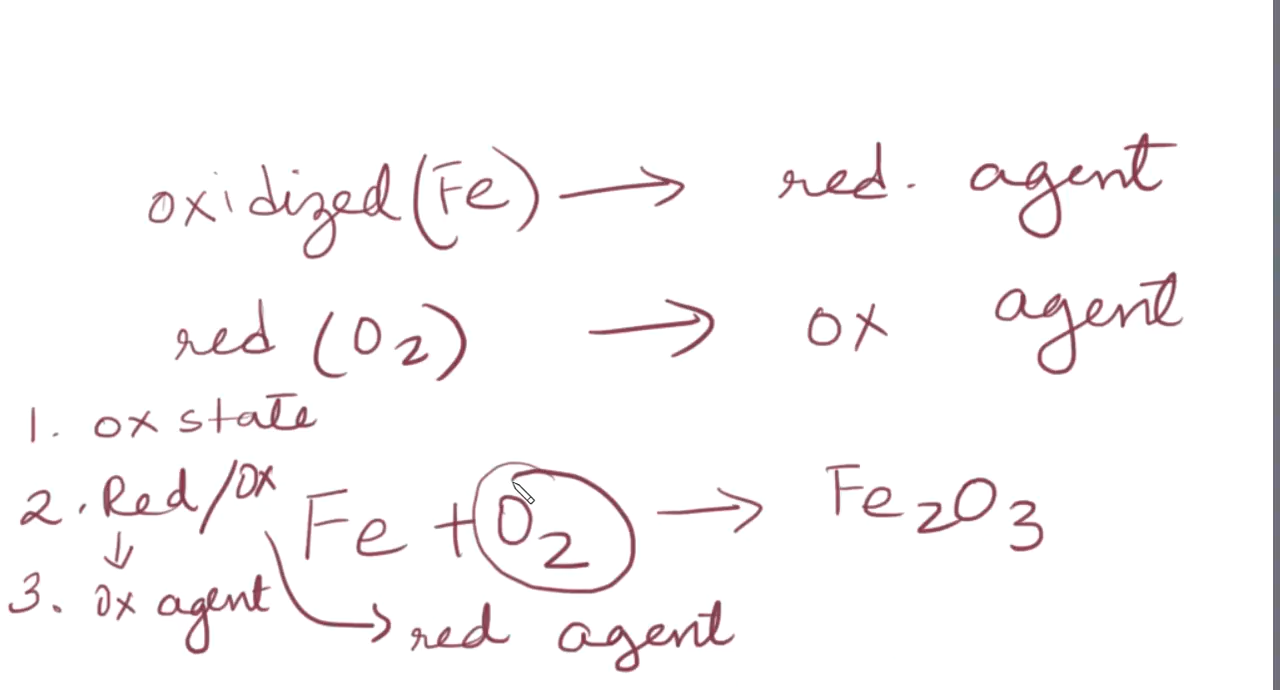 oxidized (Fe) → red. agent
red (O2) → ox agent
1. ox state
2. Red/ox
Fe + O2 → Fe2O3
↓
3. ox agent
→ red agent